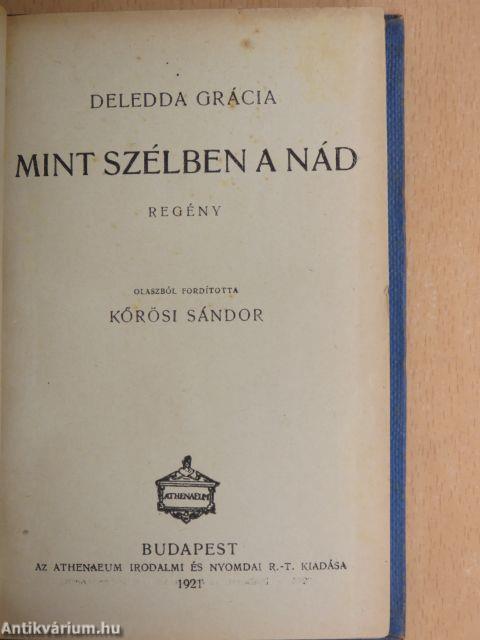 DELEDDA GRÁCIA
MINT SZÉLBEN A NÁD
REGÉNY
OLASZBÓL FORDÍTOTTA
KŐRÖSI SÁNDOR
ATHENAEUM
BUDAPEST
AZ ATHENAEUM IRODALMI ÉS NYOMDAI R.-T. KIADÁSA
1921
Antikvárium.hu